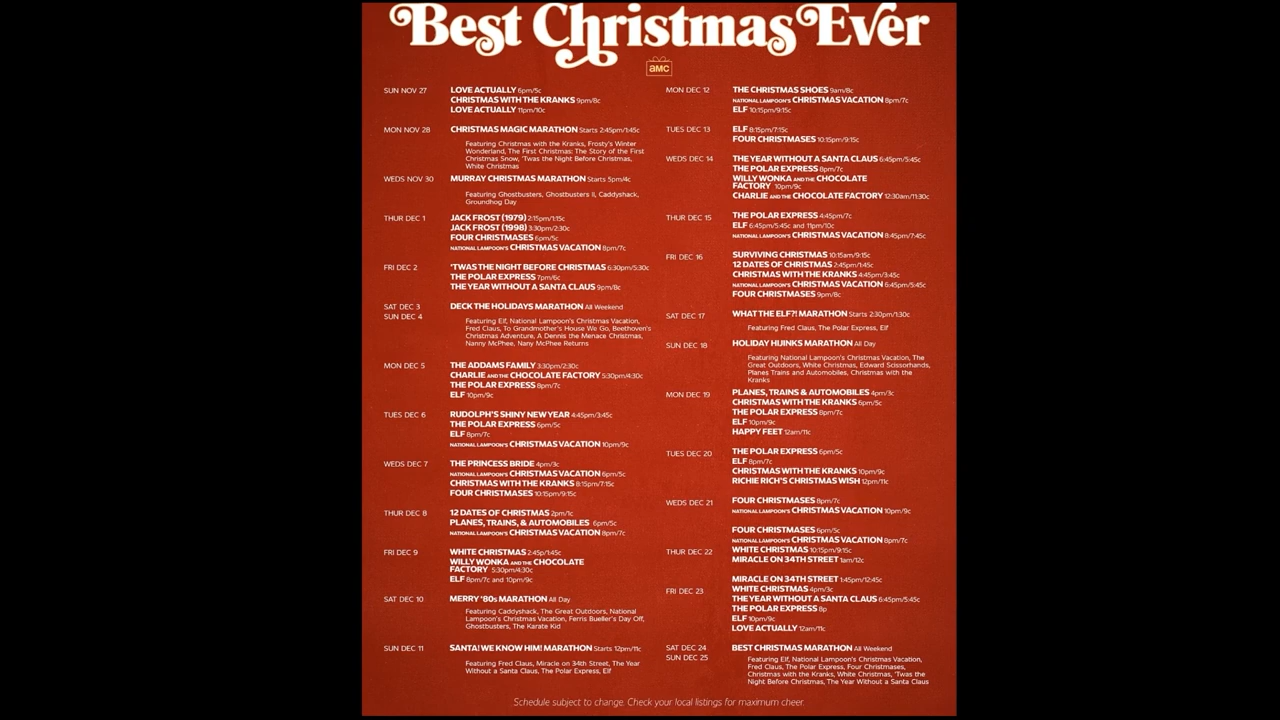 Best Christmas Ever
aMC
SUN NOV 27
LOVE ACTUALLY 6pm/5c
CHRISTMAS WITH THE KRANKS 9pm/8c
LOVE ACTUALLY 11pm/10c
MON NOV 28
CHRISTMAS MAGIC MARATHON Starts 2:45pm/1:45c
Featuring Christmas with the Kranks, Frosty's Winter
Wonderland, The First Christmas: The Story of the First
Christmas Snow, 'Twas the Night Before Christmas,
White Christmas
WEDS NOV 30
MURRAY CHRISTMAS MARATHON Starts 5pm/4c
Featuring Ghostbusters, Ghostbusters II, Caddyshack,
Groundhog Day
THUR DEC 1
JACK FROST (1979) 2:15pm/1:15c
JACK FROST (1998) 3:30pm/2:30c
FOUR CHRISTMASES 6pm/5c
NATIONAL LAMPOON'S CHRISTMAS VACATION 8pm/7c
FRI DEC 2
'TWAS THE NIGHT BEFORE CHRISTMAS 6:30pm/5:30c
THE POLAR EXPRESS 7pm/6c
THE YEAR WITHOUT A SANTA CLAUS 9pm/8c
SAT DEC 3
SUN DEC 4
DECK THE HOLIDAYS MARATHON All Weekend
Featuring Elf, National Lampoon's Christmas Vacation,
Fred Claus, To Grandmother's House We Go, Beethoven's
Christmas Adventure, A Dennis the Menace Christmas,
Nanny McPhee, Nany McPhee Returns
MON DEC 5
THE ADDAMS FAMILY 3:30pm/2:30c
CHARLIE AND THE CHOCOLATE FACTORY 5:30pm/4:30c
THE POLAR EXPRESS 8pm/7c
ELF 10pm/9c
TUES DEC 6
RUDOLPH'S SHINY NEW YEAR 4:45pm/3:45c
THE POLAR EXPRESS 6pm/5c
ELF 8pm/7c
NATIONAL LAMPOON'S CHRISTMAS VACATION 10pm/9c
WEDS DEC 7
THE PRINCESS BRIDE 4pm/3c
NATIONAL LAMPOON'S CHRISTMAS VACATION 6pm/5c
CHRISTMAS WITH THE KRANKS 8:15pm/7:15c
FOUR CHRISTMASES 10:15pm/9:15c
THUR DEC 8
12 DATES OF CHRISTMAS 2pm/1c
PLANES, TRAINS, & AUTOMOBILES 6pm/5c
NATIONAL LAMPOON'S CHRISTMAS VACATION 8pm/7c
FRI DEC 9
WHITE CHRISTMAS 2:45p/1:45c
WILLY WONKA AND THE CHOCOLATE
FACTORY 5:30pm/4:30c
ELF 8pm/7c and 10pm/9c
SAT DEC 10
MERRY '80s MARATHON All Day
Featuring Caddyshack, The Great Outdoors, National
Lampoon's Christmas Vacation, Ferris Bueller's Day Off,
Ghostbusters, The Karate Kid
SUN DEC 11
SANTA! WE KNOW HIM! MARATHON Starts 12pm/11c
Featuring Fred Claus, Miracle on 34th Street, The Year
Without a Santa Claus, The Polar Express, Elf
MON DEC 12
THE CHRISTMAS SHOES 9am/8c
NATIONAL LAMPOON'S CHRISTMAS VACATION 8pm/7c
ELF 10:15pm/9:15c
TUES DEC 13
ELF 8:15pm/7:15c
FOUR CHRISTMASES 10:15pm/9:15c
WEDS DEC 14
THE YEAR WITHOUT A SANTA CLAUS 6:45pm/5:45c
THE POLAR EXPRESS 8pm/7c
WILLY WONKA AND THE CHOCOLATE
FACTORY 10pm/9c
CHARLIE AND THE CHOCOLATE FACTORY 12:30am/11:30c
THUR DEC 15
THE POLAR EXPRESS 4:45pm/7c
ELF 6:45pm/5:45c and 11pm/10c
NATIONAL LAMPOON'S CHRISTMAS VACATION 8:45pm/7:45c
FRI DEC 16
SURVIVING CHRISTMAS 10:15am/9:15c
12 DATES OF CHRISTMAS 2:45pm/1:45c
CHRISTMAS WITH THE KRANKS 4:45pm/3:45c
NATIONAL LAMPOON'S CHRISTMAS VACATION 6:45pm/5:45c
FOUR CHRISTMASES 9pm/8c
SAT DEC 17
WHAT THE ELF?! MARATHON Starts 2:30pm/1:30c
Featuring Fred Claus, The Polar Express, Elf
SUN DEC 18
HOLIDAY HIJINKS MARATHON All Day
Featuring National Lampoon's Christmas Vacation, The
Great Outdoors, White Christmas, Edward Scissorhands,
Planes Trains and Automobiles, Christmas with the
Kranks
MON DEC 19
PLANES, TRAINS & AUTOMOBILES 4pm/3c
CHRISTMAS WITH THE KRANKS 6pm/5c
THE POLAR EXPRESS 8pm/7c
ELF 10pm/9c
HAPPY FEET 12am/11c
TUES DEC 20
THE POLAR EXPRESS 6pm/5c
ELF 8pm/7c
CHRISTMAS WITH THE KRANKS 10pm/9c
RICHIE RICH'S CHRISTMAS WISH 12pm/11c
WEDS DEC 21
FOUR CHRISTMASES 8pm/7c
NATIONAL LAMPOON'S CHRISTMAS VACATION 10pm/9c
THUR DEC 22
FOUR CHRISTMASES 6pm/5c
NATIONAL LAMPOON'S CHRISTMAS VACATION 8pm/7c
WHITE CHRISTMAS 10:15pm/9:15c
MIRACLE ON 34TH STREET 1am/12c
FRI DEC 23
MIRACLE ON 34TH STREET 1:45pm/12:45c
WHITE CHRISTMAS 4pm/3c
THE YEAR WITHOUT A SANTA CLAUS 6:45pm/5:45c
THE POLAR EXPRESS 8p
ELF 10pm/9c
LOVE ACTUALLY 12am/11c
SAT DEC 24
SUN DEC 25
BEST CHRISTMAS MARATHON All Weekend
Featuring Elf, National Lampoon's Christmas Vacation,
Fred Claus, The Polar Express, Four Christmases,
Christmas with the Kranks, White Christmas, 'Twas the
Night Before Christmas, The Year Without a Santa Claus
Schedule subject to change. Check your local listings for maximum cheer.